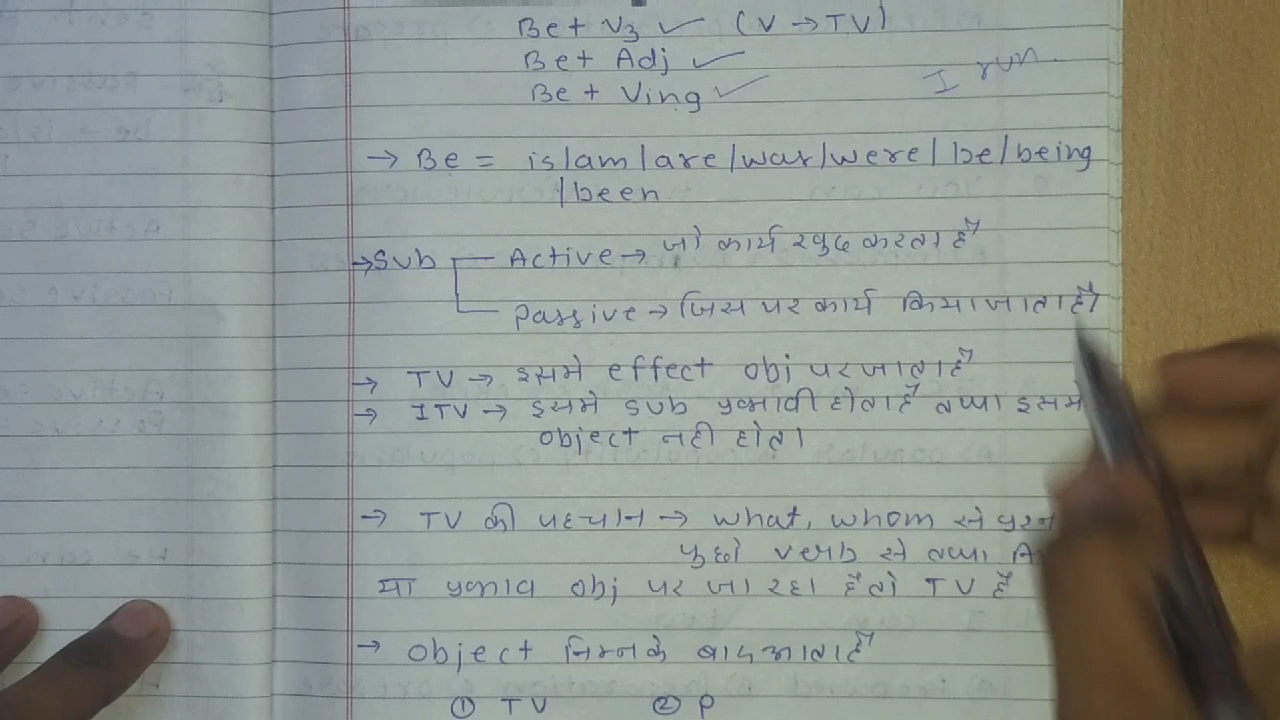 Be + V3 ✓ (V → TV)
Be + Adj ✓
Be + Ving ✓
I run.
→ Be = is/am/are/was/were/be/being
/been
→ Sub Active → जो कार्य खुद करता है
Passive → जिस पर कार्य किया जाता है
→ TV → इसमे effect obj पर जाता है
→ ITV → इसमे sub प्रभावी होता है तथा इसमे
object नही होता
→ TV की पहचान → what, whom से प्रश्न
पुछो verb से तथा
या प्रभाव obj पर जा रहा है तो TV है
→ object निम्न के बाद आता है
① TV ② P